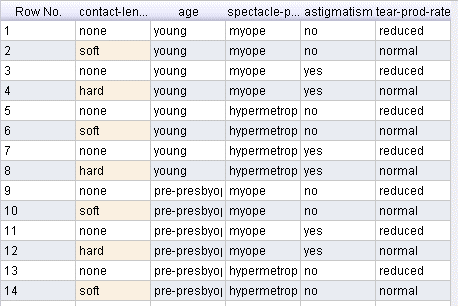 Row No. contact-len... age spectacle-p... astigmatism tear-prod-rate
1 none young myope no reduced
2 soft young myope no normal
3 none young myope yes reduced
4 hard young myope yes normal
5 none young hypermetrop no reduced
6 soft young hypermetrop no normal
7 none young hypermetrop yes reduced
8 hard young hypermetrop yes normal
9 none pre-presbyop myope no reduced
10 soft pre-presbyop myope no normal
11 none pre-presbyop myope yes reduced
12 hard pre-presbyop myope yes normal
13 none pre-presbyop hypermetrop no reduced
14 soft pre-presbyop hypermetrop no normal